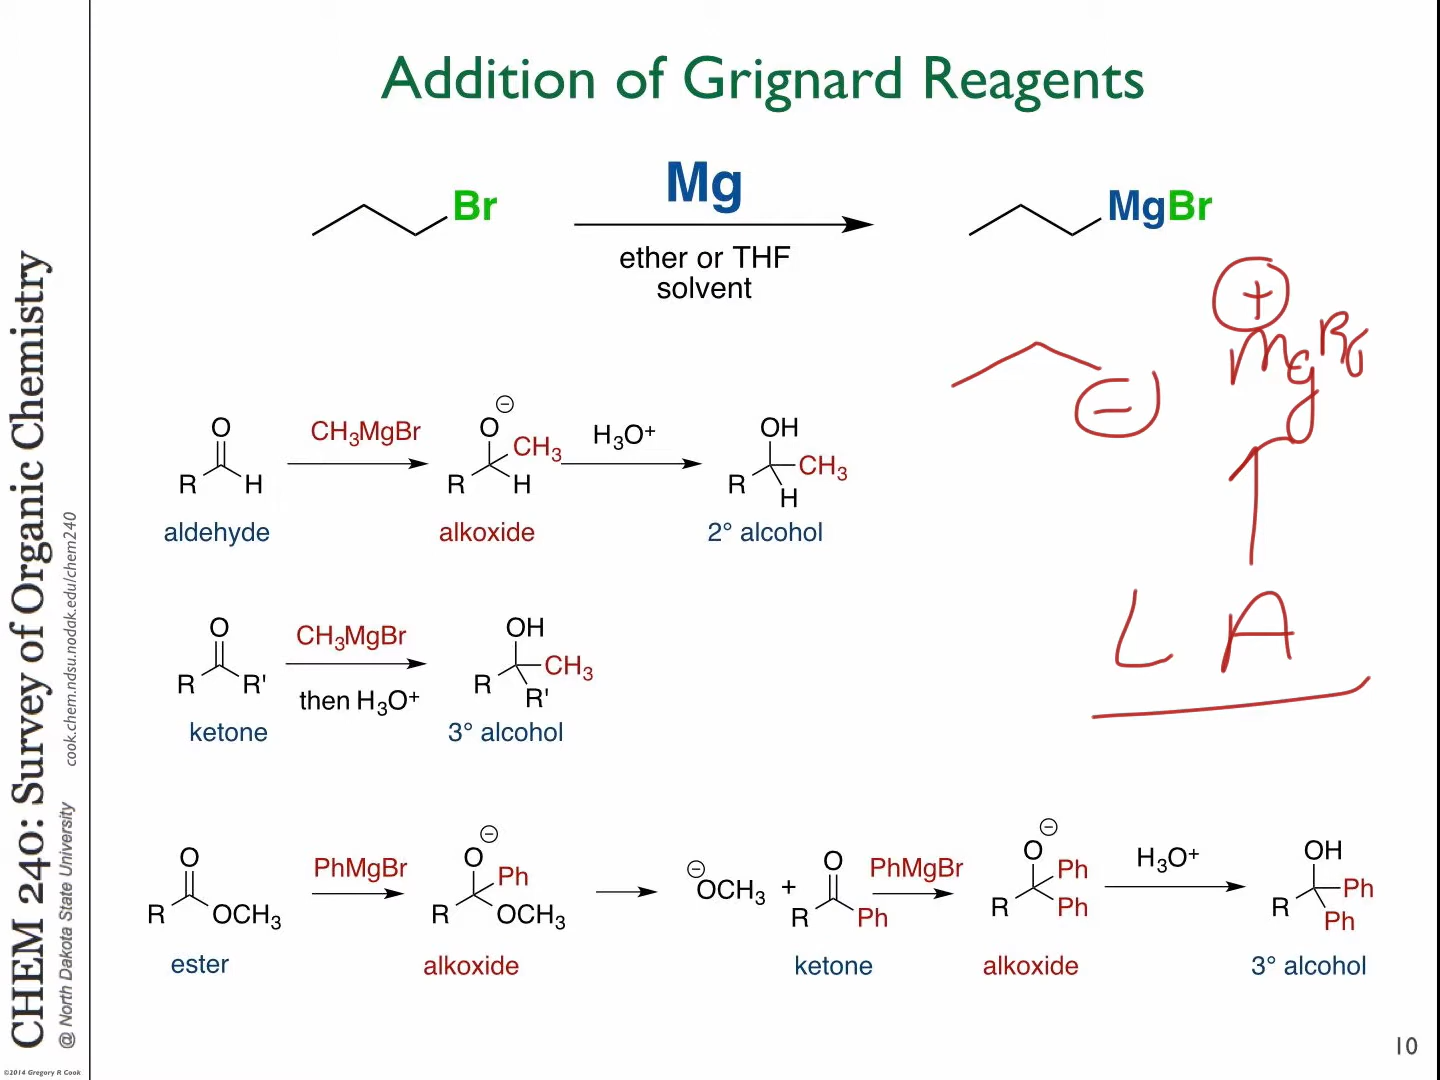 Addition of Grignard Reagents
Br
Mg
ether or THF
solvent
MgBr
+
MgBr
−
L A
O
R H
aldehyde
CH₃MgBr
⊖
O
CH₃
R H
alkoxide
H₃O⁺
OH
R CH₃
H
2° alcohol
O
R R'
ketone
CH₃MgBr
then H₃O⁺
OH
R CH₃
R'
3° alcohol
O
R OCH₃
ester
PhMgBr
⊖
O
Ph
R OCH₃
alkoxide
⊖
OCH₃ +
O
R Ph
ketone
PhMgBr
⊖
O
Ph
R Ph
alkoxide
H₃O⁺
OH
R Ph
Ph
3° alcohol
10
CHEM 240: Survey of Organic Chemistry
@ North Dakota State University cook.chem.ndsu.nodak.edu/chem240
©2014 Gregory R Cook